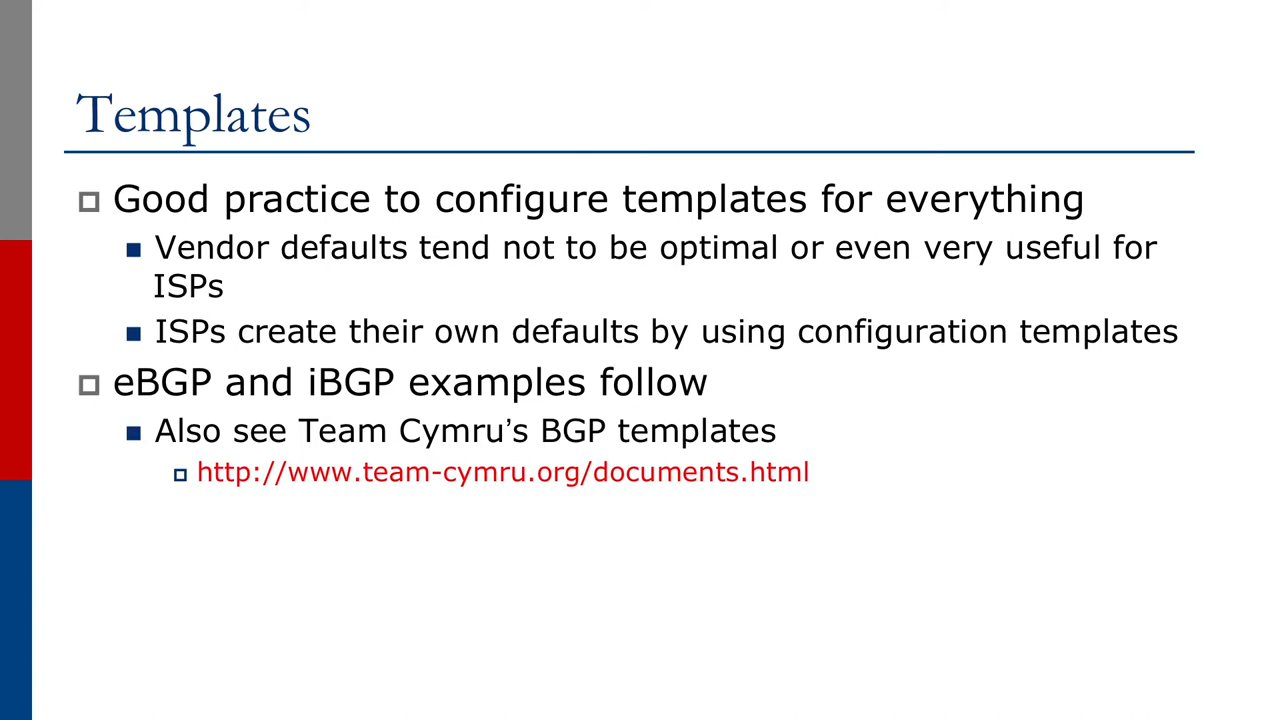 Templates
Good practice to configure templates for everything
Vendor defaults tend not to be optimal or even very useful for
ISPs
ISPs create their own defaults by using configuration templates
eBGP and iBGP examples follow
Also see Team Cymru’s BGP templates
http://www.team-cymru.org/documents.html